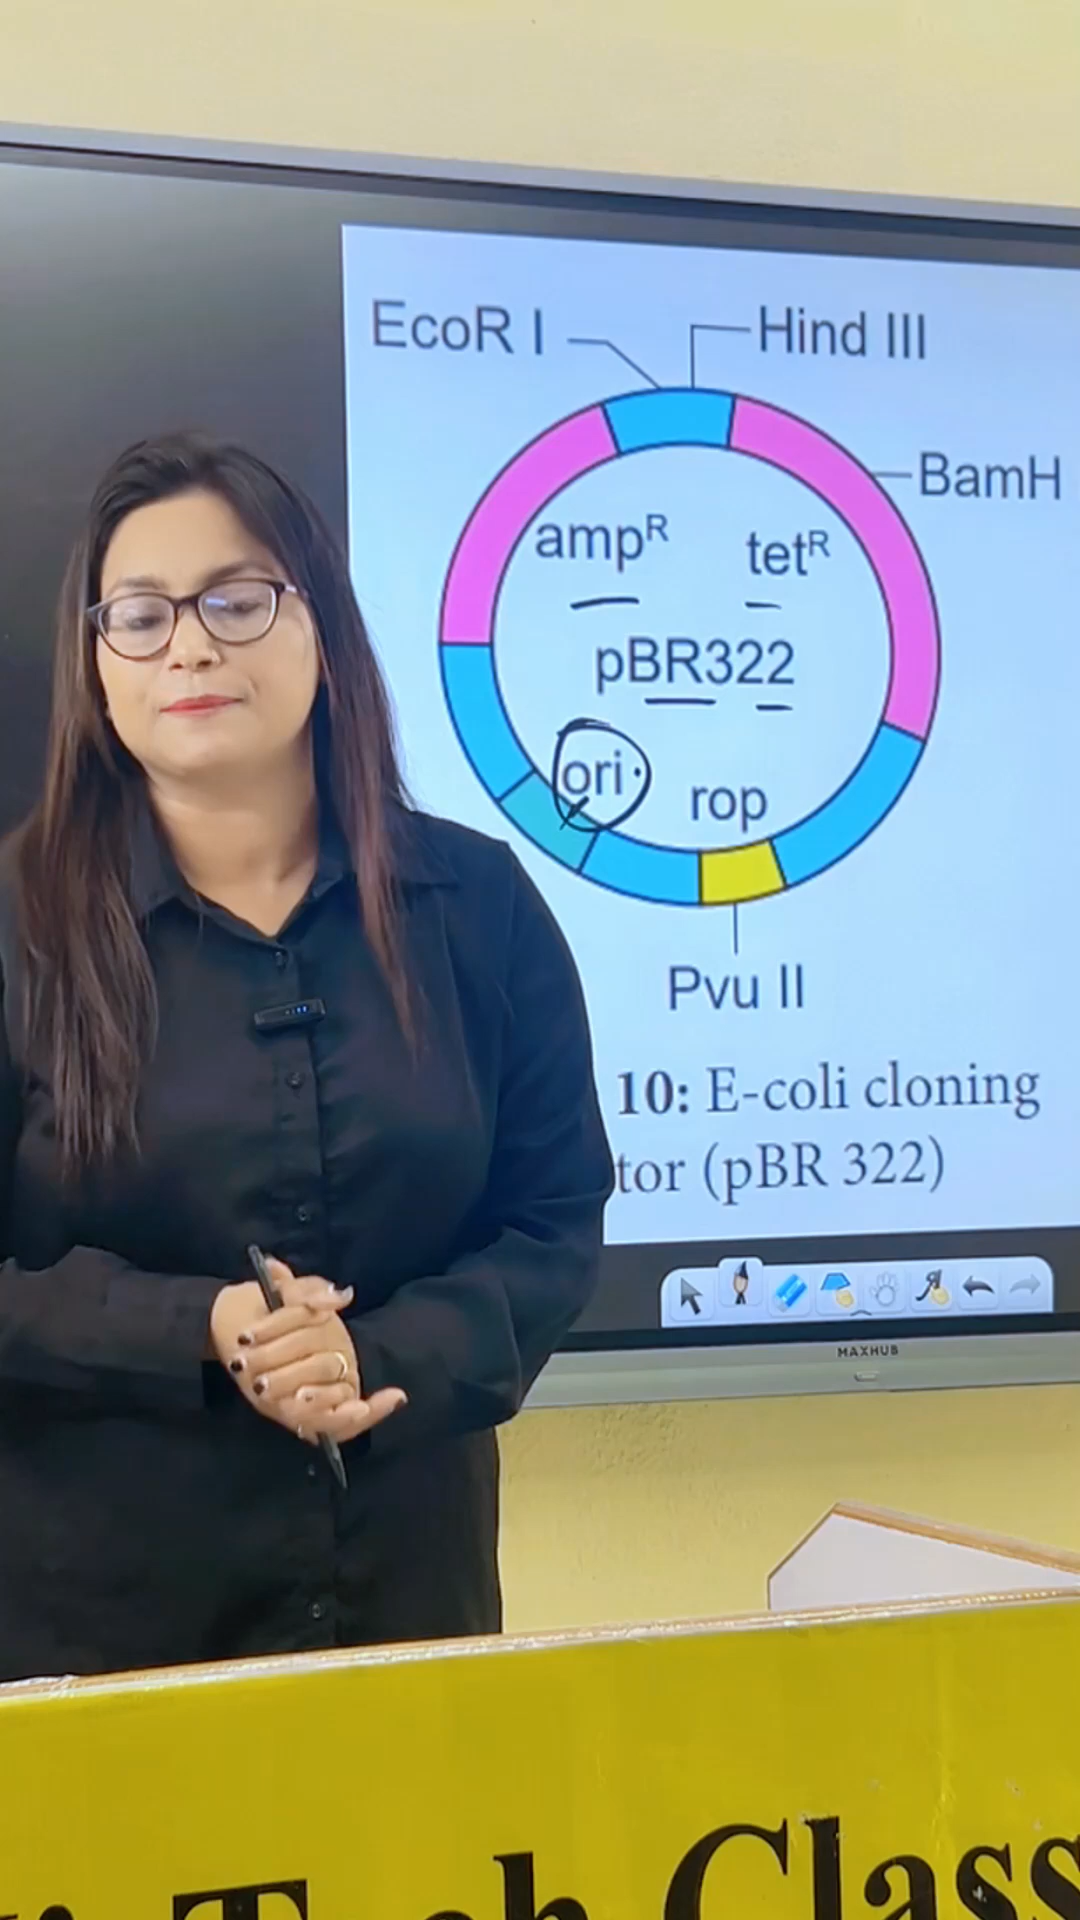 EcoR I
Hind III
BamH
amp^R
tet^R
pBR322
ori
rop
Pvu II
10: E-coli cloning
tor (pBR 322)
MAXHUB
Tech Class